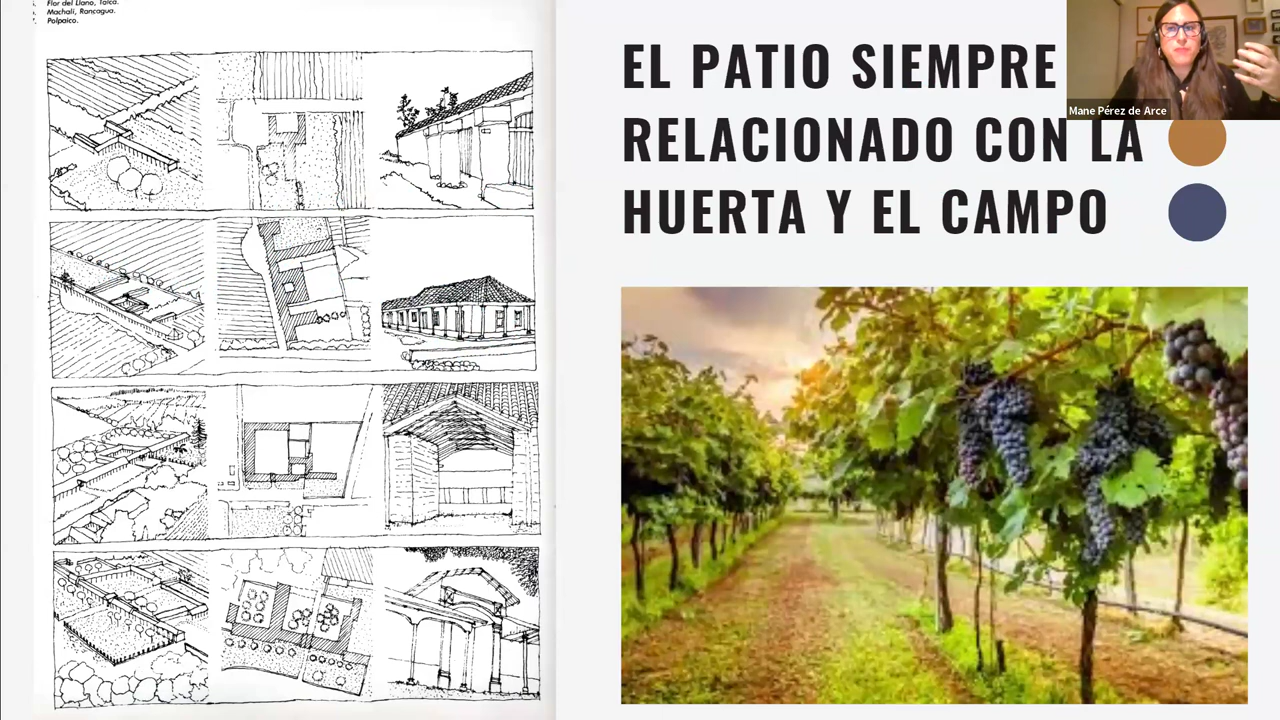 Flor del Llano, Talca.
Machalí, Rancagua.
Polpaico.
EL PATIO SIEMPRE
RELACIONADO CON LA
HUERTA Y EL CAMPO
Mane Pérez de Arce